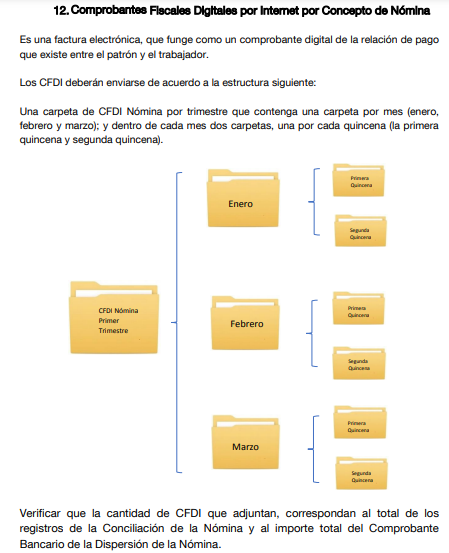 12. Comprobantes Fiscales Digitales por Internet por Concepto de Nómina
Es una factura electrónica, que funge como un comprobante digital de la relación de pago
que existe entre el patrón y el trabajador.
Los CFDI deberán enviarse de acuerdo a la estructura siguiente:
Una carpeta de CFDI Nómina por trimestre que contenga una carpeta por mes (enero,
febrero y marzo); y dentro de cada mes dos carpetas, una por cada quincena (la primera
quincena y segunda quincena).
CFDI Nómina
Primer
Trimestre
Enero
Primera
Quincena
Segunda
Quincena
Febrero
Primera
Quincena
Segunda
Quincena
Marzo
Primera
Quincena
Segunda
Quincena
Verificar que la cantidad de CFDI que adjuntan, correspondan al total de los
registros de la Conciliación de la Nómina y al importe total del Comprobante
Bancario de la Dispersión de la Nómina.